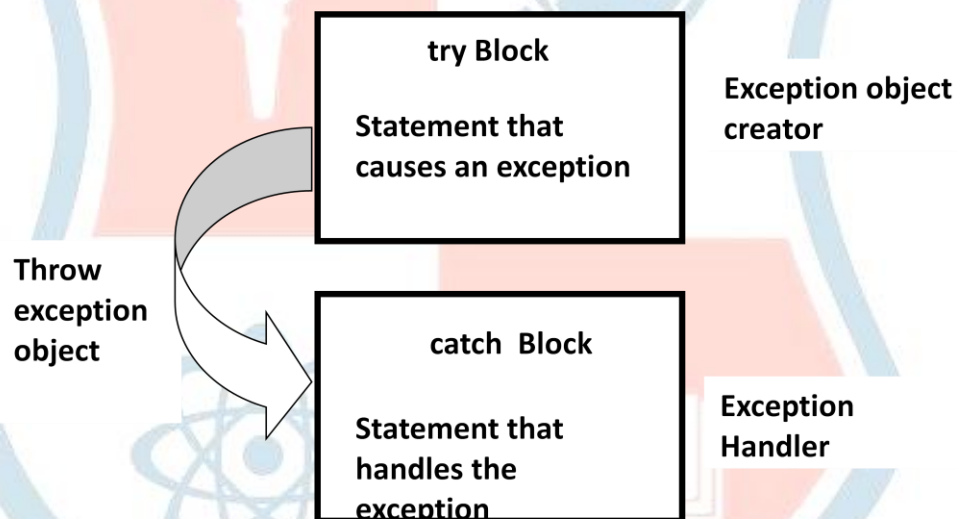 try Block
Statement that
causes an exception
Exception object
creator
Throw
exception
object
catch Block
Statement that
handles the
exception
Exception
Handler